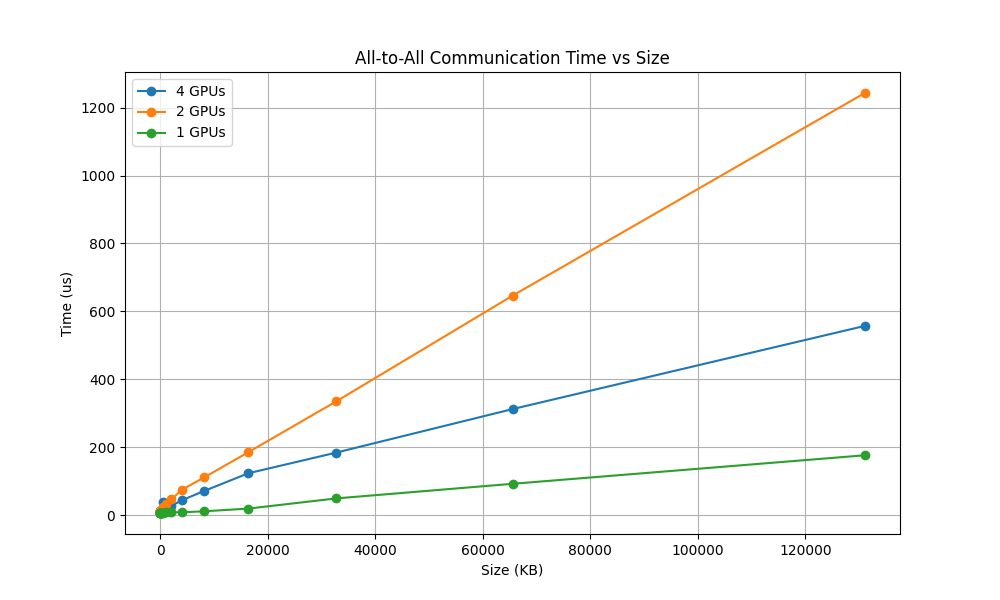 All-to-All Communication Time vs Size
4 GPUs
2 GPUs
1 GPUs
1200
1000
800
600
400
200
0
Time (us)
0 20000 40000 60000 80000 100000 120000
Size (KB)